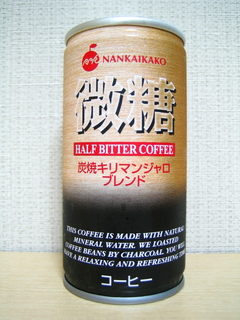 NANKAIKAKO
微糖
HALF BITTER COFFEE
炭焼キリマンジャロ
ブレンド
THIS COFFEE IS MADE WITH NATURAL
MINERAL WATER. WE LOASTED
COFFEE BEANS BY CHARCOAL. YOU WILL
HAVE A RELAXING AND REFRESHING TIME
コーヒー